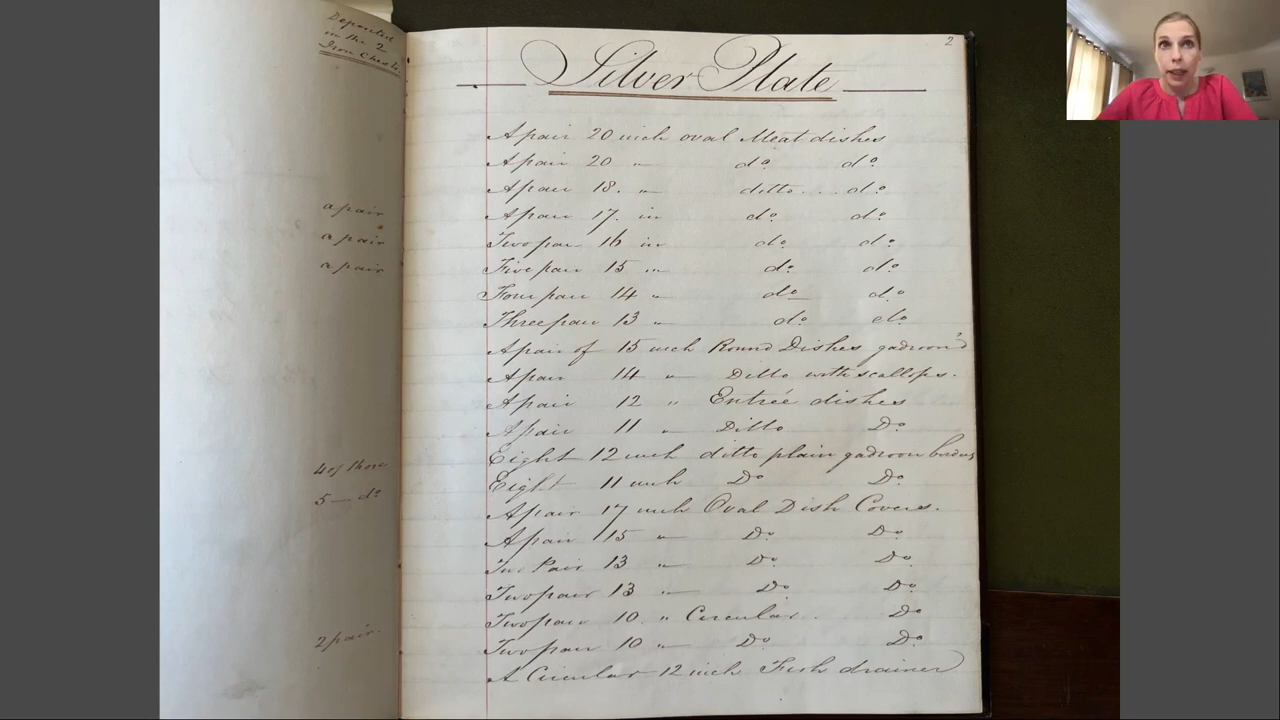 Deposited
in the 2
Iron Chests.
a pair
a pair
a pair
4 of these
5 — do
2 pair.
2
Silver Plate
A pair 20 inch oval Meat dishes
A pair 20 " do do
A pair 18. " ditto... do
A pair 17. in do do
Two pair 16 in do do
Five pair 15 " do do
Four pair 14 " do do
Three pair 13 " do do
A pair of 15 inch Round Dishes gadroon'd
A pair 14 " Ditto with scallops.
A pair 12 " Entrée dishes
A pair 11 " Ditto Do
Eight 12 inch ditto plain gadroon borders
Eight 11 inch Do Do
A pair 17 inch Oval Dish Covers.
A pair 15 " Do Do
Two Pair 13 " Do Do
Two pair 13 " Do Do
Two pair 10. " Circular.. Do
Two pair 10 " Do Do
A Circular 12 inch Fish drainer